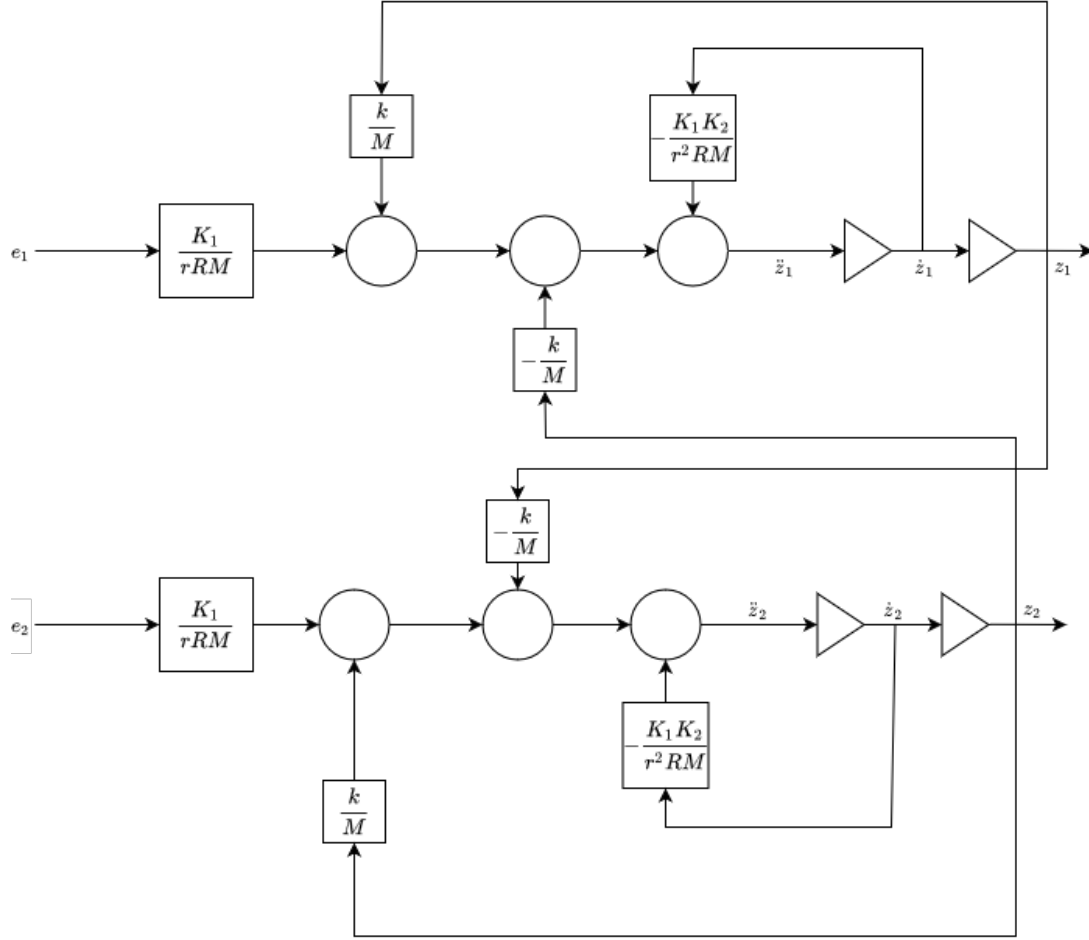 k/M
-K₁K₂/r²RM
e₁
K₁/rRM
z̈₁
ż₁
z₁
-k/M
-k/M
e₂
K₁/rRM
z̈₂
ż₂
z₂
-K₁K₂/r²RM
k/M